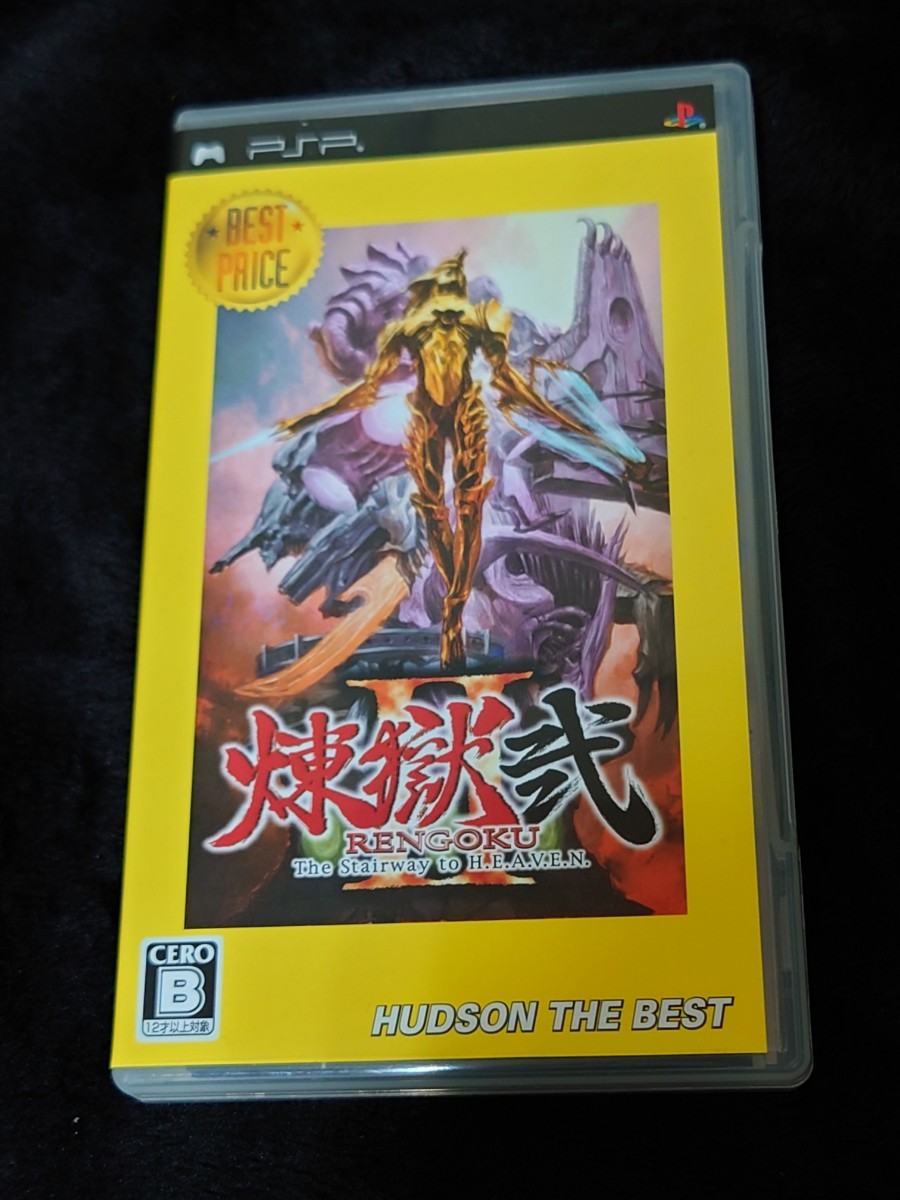 PSP
BEST
PRICE
II
煉獄弐
RENGOKU
The Stairway to H.E.A.V.E.N.
CERO
B
12才以上対象
HUDSON THE BEST